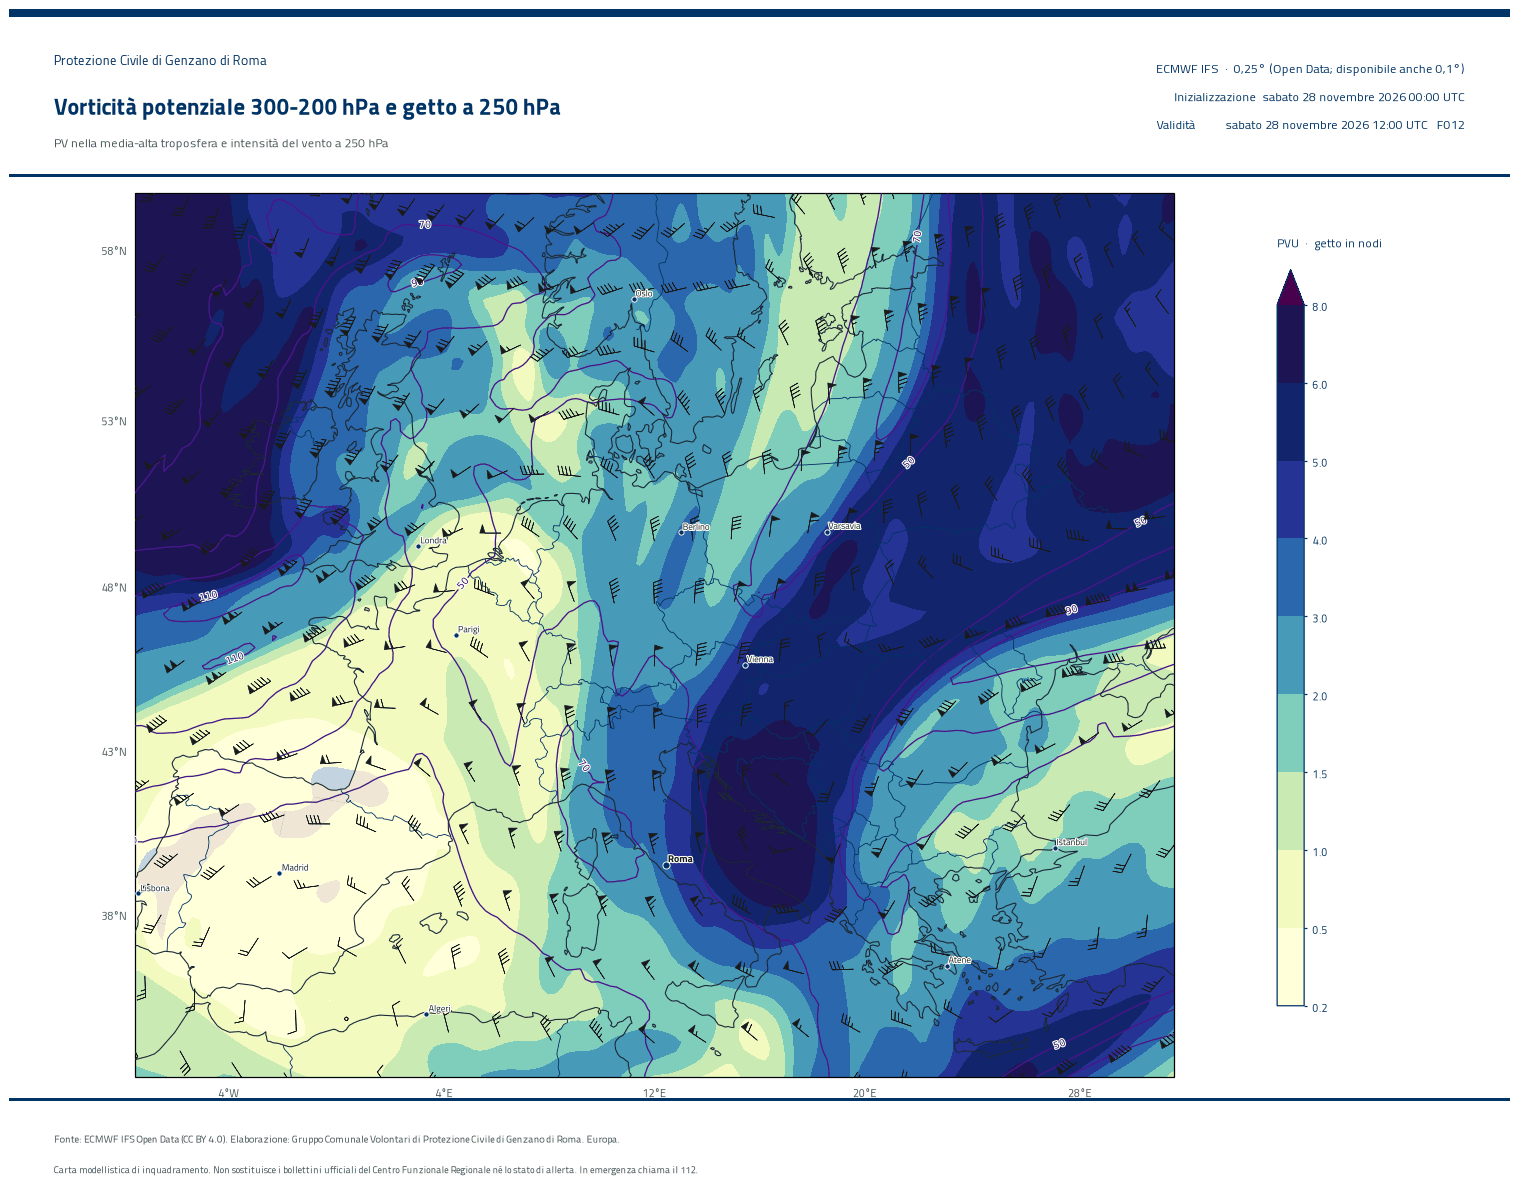 Protezione Civile di Genzano di Roma
Vorticità potenziale 300-200 hPa e getto a 250 hPa
PV nella media-alta troposfera e intensità del vento a 250 hPa
ECMWF IFS · 0,25° (Open Data; disponibile anche 0,1°)
Inizializzazione sabato 28 novembre 2026 00:00 UTC
Validità sabato 28 novembre 2026 12:00 UTC F012
PVU · getto in nodi
8.0
6.0
5.0
4.0
3.0
2.0
1.5
1.0
0.5
0.2
58°N
53°N
48°N
43°N
38°N
4°W
4°E
12°E
20°E
28°E
70
70
50
50
110
110
50
30
70
50
Oslo
Londra
Berlino
Varsavia
Parigi
Vienna
Roma
Madrid
Lisbona
Istanbul
Atene
Algeri
Fonte: ECMWF IFS Open Data (CC BY 4.0). Elaborazione: Gruppo Comunale Volontari di Protezione Civile di Genzano di Roma. Europa.
Carta modellistica di inquadramento. Non sostituisce i bollettini ufficiali del Centro Funzionale Regionale né lo stato di allerta. In emergenza chiama il 112.